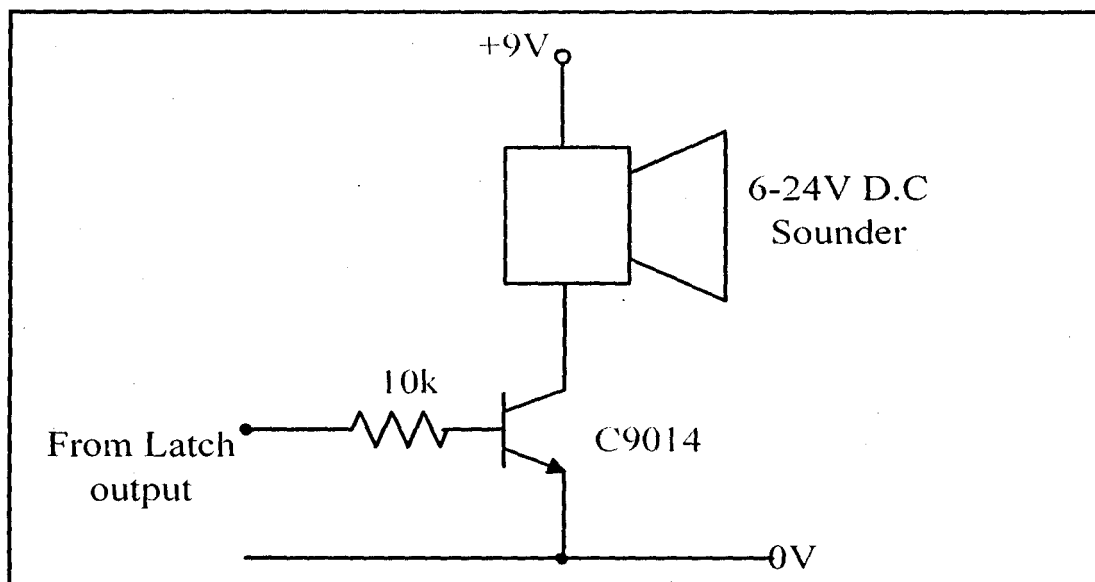 +9V
6-24V D.C
Sounder
10k
From Latch
output
C9014
0V